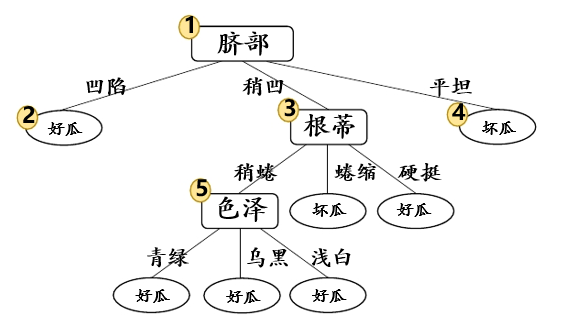 1
脐部
凹陷
稍凹
平坦
2
好瓜
3
根蒂
4
坏瓜
稍蜷
蜷缩
硬挺
5
色泽
坏瓜
好瓜
青绿
乌黑
浅白
好瓜
好瓜
好瓜